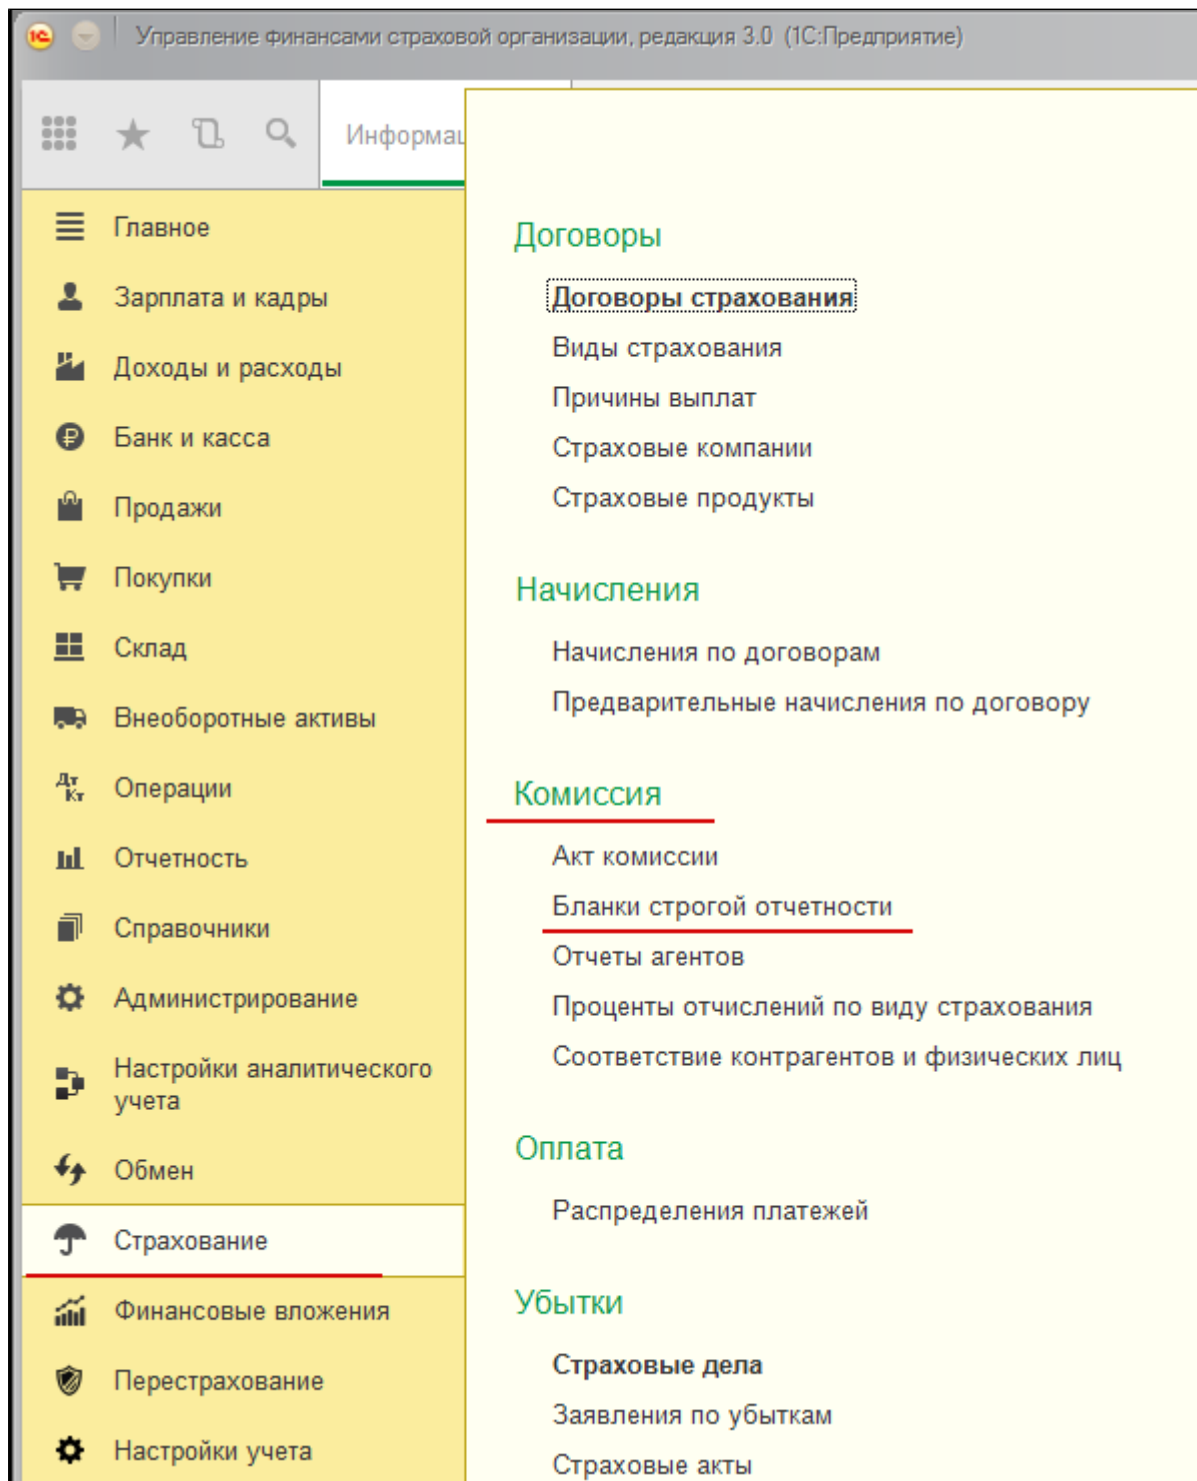 1С Управление финансами страховой организации, редакция 3.0 (1С:Предприятие)
Информац
Главное
Зарплата и кадры
Доходы и расходы
Банк и касса
Продажи
Покупки
Склад
Внеоборотные активы
Дт
Кт
Операции
Отчетность
Справочники
Администрирование
Настройки аналитического
учета
Обмен
Страхование
Финансовые вложения
Перестрахование
Настройки учета
Договоры
Договоры страхования
Виды страхования
Причины выплат
Страховые компании
Страховые продукты
Начисления
Начисления по договорам
Предварительные начисления по договору
Комиссия
Акт комиссии
Бланки строгой отчетности
Отчеты агентов
Проценты отчислений по виду страхования
Соответствие контрагентов и физических лиц
Оплата
Распределения платежей
Убытки
Страховые дела
Заявления по убыткам
Страховые акты